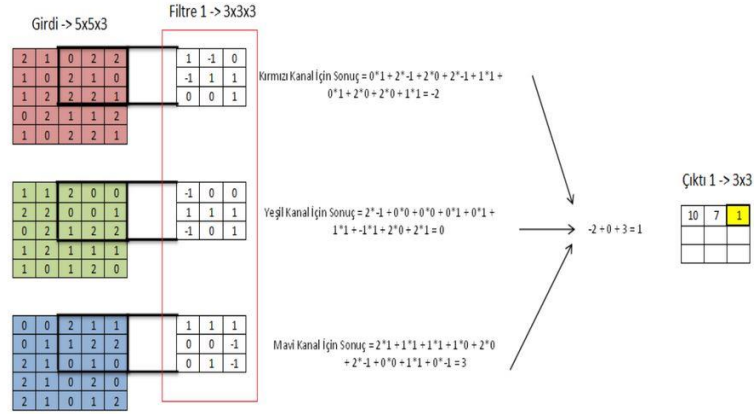 Girdi -> 5x5x3
Filtre 1 -> 3x3x3
2 1 0 2 2
1 0 2 1 0
1 2 2 2 1
0 2 1 1 2
1 0 2 2 1
1 -1 0
-1 1 1
0 0 1
Kırmızı Kanal İçin Sonuç = 0*1 + 2*-1 + 2*0 + 2*-1 + 1*1 +
0*1 + 2*0 + 2*0 + 1*1 = -2
1 1 2 0 0
2 2 0 0 1
0 2 1 2 2
1 2 1 1 1
1 0 1 2 0
-1 0 0
1 1 1
-1 0 1
Yeşil Kanal İçin Sonuç = 2*-1 + 0*0 + 0*0 + 0*1 + 0*1 +
1*1 + -1*1 + 2*0 + 2*1 = 0
-2 + 0 + 3 = 1
Çıktı 1 -> 3x3
10 7 1
0 0 2 1 1
0 1 1 2 2
2 1 0 1 0
2 1 0 2 0
2 1 0 2 2
1 1 1
0 0 -1
0 1 -1
Mavi Kanal İçin Sonuç = 2*1 + 1*1 + 1*1 + 1*0 + 2*0
+ 2*-1 + 0*0 + 1*1 + 0*-1 = 3